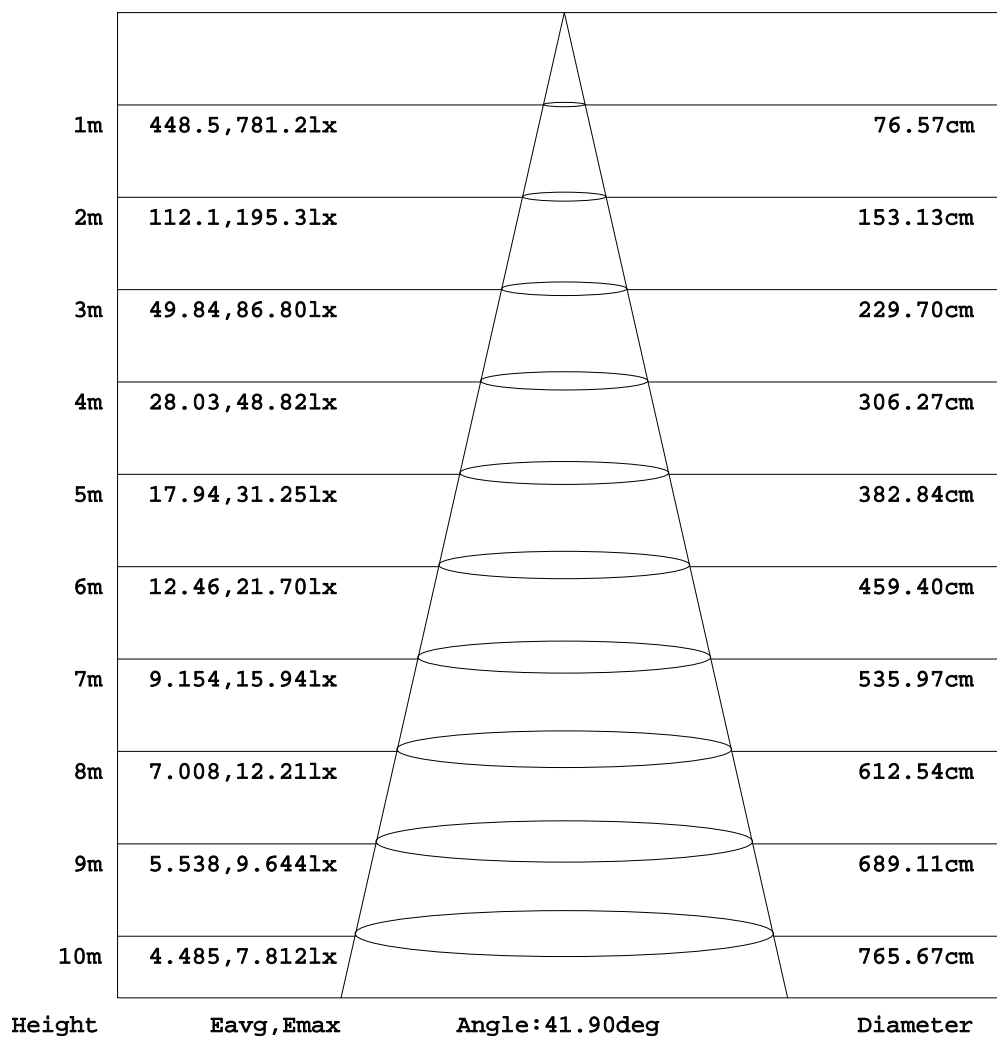 1m 448.5,781.2lx 76.57cm
2m 112.1,195.3lx 153.13cm
3m 49.84,86.80lx 229.70cm
4m 28.03,48.82lx 306.27cm
5m 17.94,31.25lx 382.84cm
6m 12.46,21.70lx 459.40cm
7m 9.154,15.94lx 535.97cm
8m 7.008,12.21lx 612.54cm
9m 5.538,9.644lx 689.11cm
10m 4.485,7.812lx 765.67cm
Height Eavg,Emax Angle:41.90deg Diameter